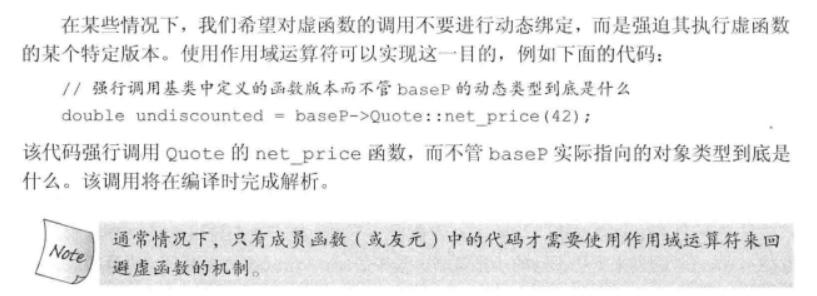 在某些情况下，我们希望对虚函数的调用不要进行动态绑定，而是强迫其执行虚函数
的某个特定版本。使用作用域运算符可以实现这一目的，例如下面的代码：
// 强行调用基类中定义的函数版本而不管 baseP 的动态类型到底是什么
double undiscounted = baseP->Quote::net_price(42);
该代码强行调用 Quote 的 net_price 函数，而不管 baseP 实际指向的对象类型到底是
什么。该调用将在编译时完成解析。
Note
通常情况下，只有成员函数（或友元）中的代码才需要使用作用域运算符来回
避虚函数的机制。